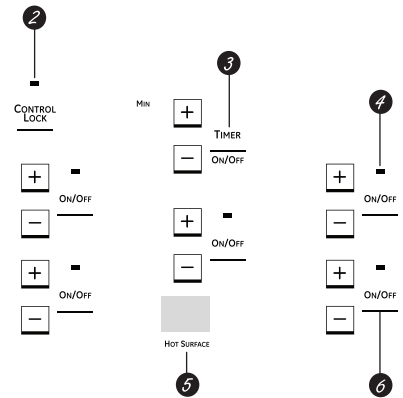 2
3
4
CONTROL
LOCK
MIN
+
TIMER
−
ON/OFF
+
ON/OFF
−
+
ON/OFF
−
+
ON/OFF
−
+
ON/OFF
−
+
ON/OFF
−
HOT SURFACE
5
6